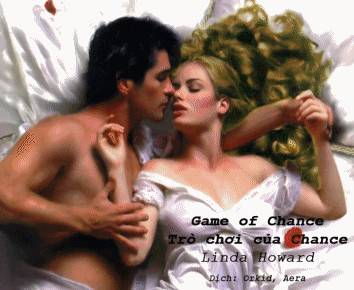 Game of Chance
Trò chơi của Chance
Linda Howard
Dịch: Orkid, Aera